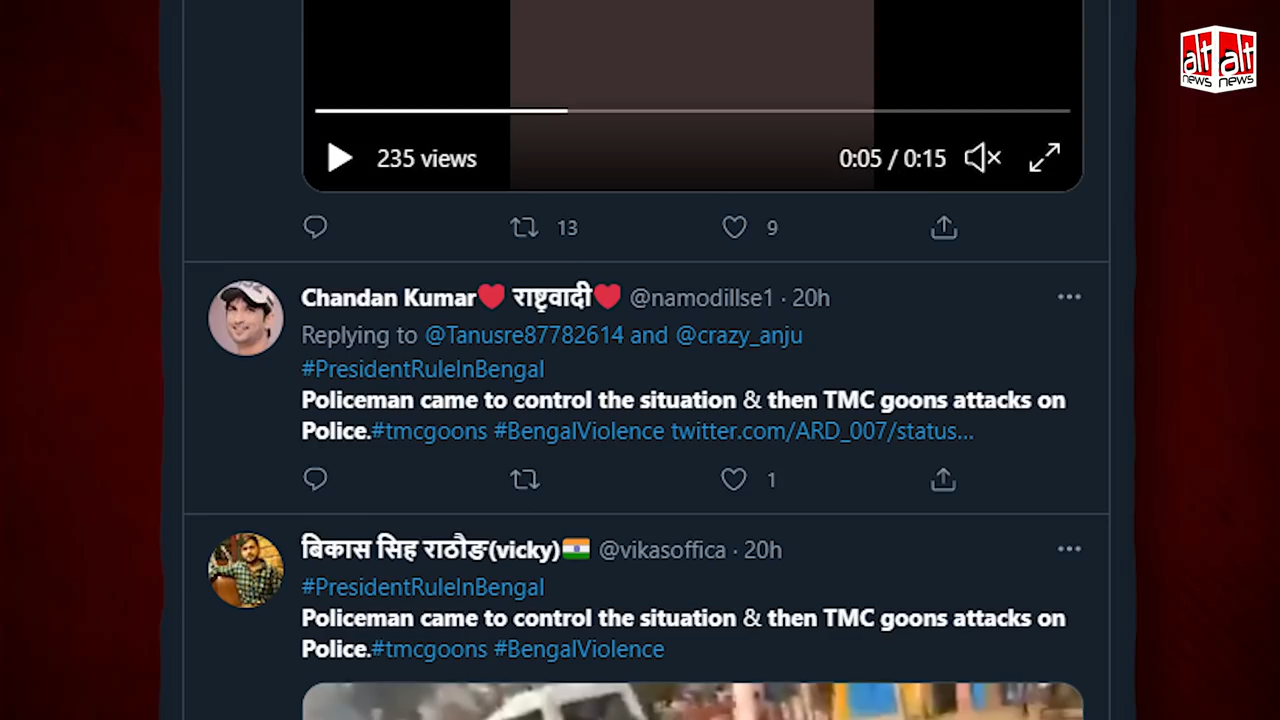 235 views
0:05 / 0:15
13
9
Chandan Kumar❤️ राष्ट्रवादी❤️ @namodillse1 · 20h
Replying to @Tanusre87782614 and @crazy_anju
#PresidentRuleInBengal
Policeman came to control the situation & then TMC goons attacks on
Police.#tmcgoons #BengalViolence twitter.com/ARD_007/status...
1
बिकास सिह राठौङ(vicky)🇮🇳 @vikasoffica · 20h
#PresidentRuleInBengal
Policeman came to control the situation & then TMC goons attacks on
Police.#tmcgoons #BengalViolence
alt news
alt news